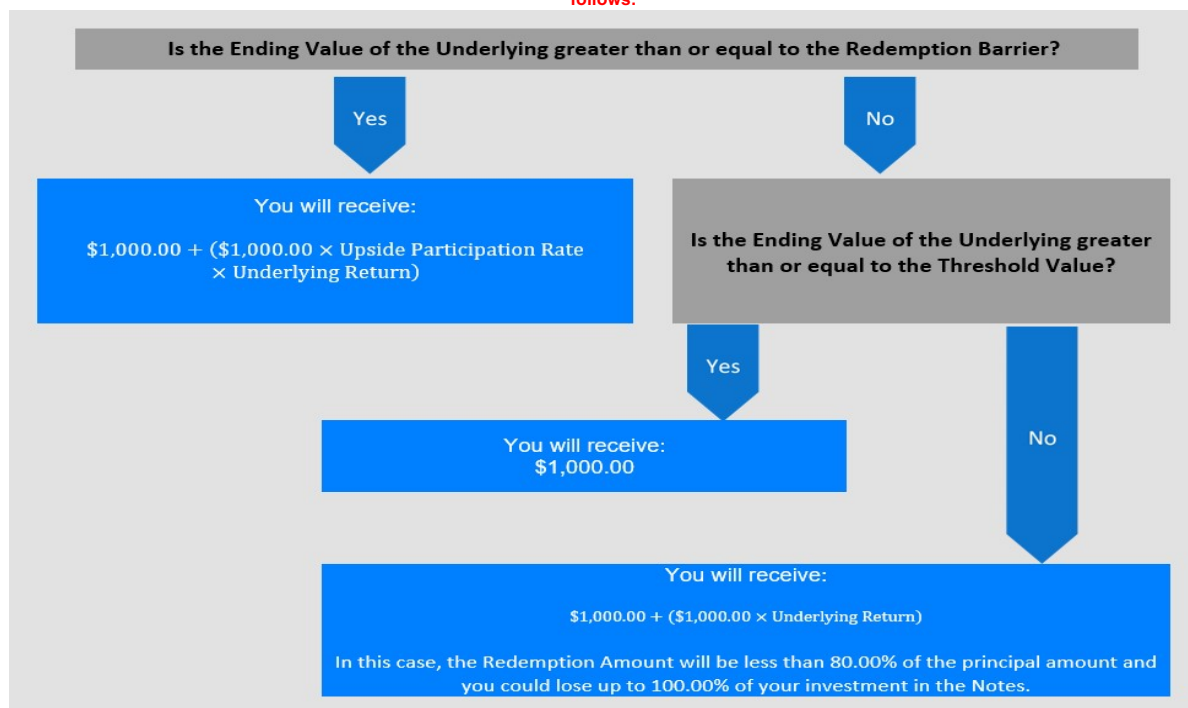 follows:
Is the Ending Value of the Underlying greater than or equal to the Redemption Barrier?
Yes
No
You will receive:
$1,000.00 + ($1,000.00 × Upside Participation Rate
× Underlying Return)
Is the Ending Value of the Underlying greater
than or equal to the Threshold Value?
Yes
You will receive:
$1,000.00
No
You will receive:
$1,000.00 + ($1,000.00 × Underlying Return)
In this case, the Redemption Amount will be less than 80.00% of the principal amount and
you could lose up to 100.00% of your investment in the Notes.